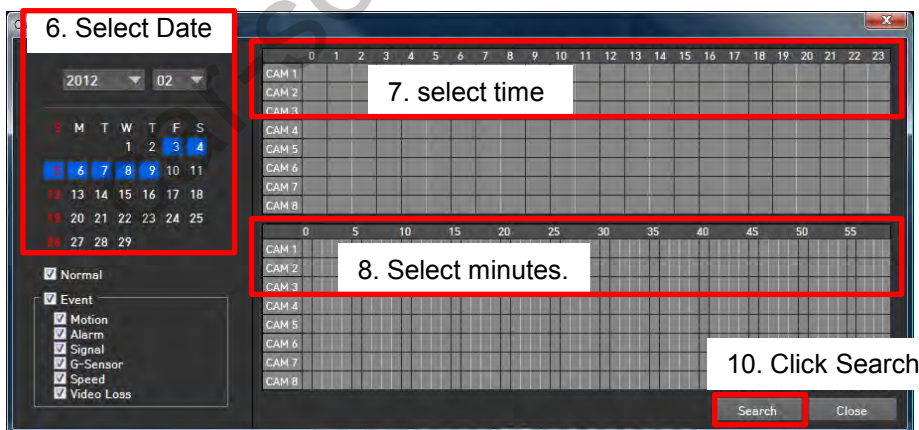 6. Select Date
2012 02
S M T W T F S
1 2 3 4
5 6 7 8 9 10 11
12 13 14 15 16 17 18
19 20 21 22 23 24 25
26 27 28 29
Normal
Event
Motion
Alarm
Signal
G-Sensor
Speed
Video Loss
0 1 2 3 4 5 6 7 8 9 10 11 12 13 14 15 16 17 18 19 20 21 22 23
CAM 1
CAM 2
CAM 3
CAM 4
CAM 5
CAM 6
CAM 7
CAM 8
7. select time
0 5 10 15 20 25 30 35 40 45 50 55
CAM 1
CAM 2
CAM 3
CAM 4
CAM 5
CAM 6
CAM 7
CAM 8
8. Select minutes.
10. Click Search
Search Close